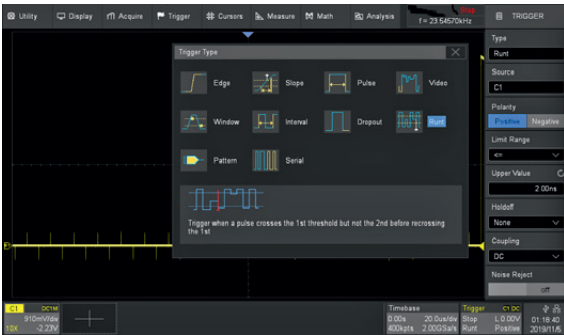 Utility Display Acquire Trigger Cursors Measure Math Analysis Stop
f = 23.54570kHz
TRIGGER
Trigger Type
Edge Slope Pulse Video
Window Interval Dropout Runt
Pattern Serial
Trigger when a pulse crosses the 1st threshold but not the 2nd before recrossing
the 1st
Type
Runt
Source
C1
Polarity
Positive Negative
Limit Range
<=
Upper Value
2.00ns
Holdoff
None
Coupling
DC
Noise Reject
off
C1 DC1M
910mV/div
10X -2.23V
Timebase
0.00s 20.0us/div
400kpts 2.00GSa/s
Trigger C1 DC
Stop L 0.00V
Runt Positive
01:16:40
2019/11/5